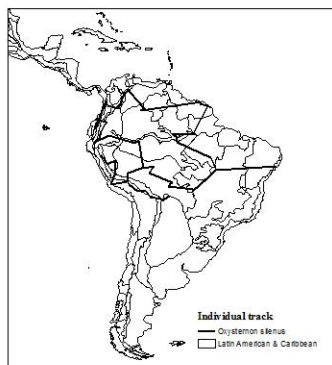 Individual track
Oxysternon silenus
Latin American & Caribbean